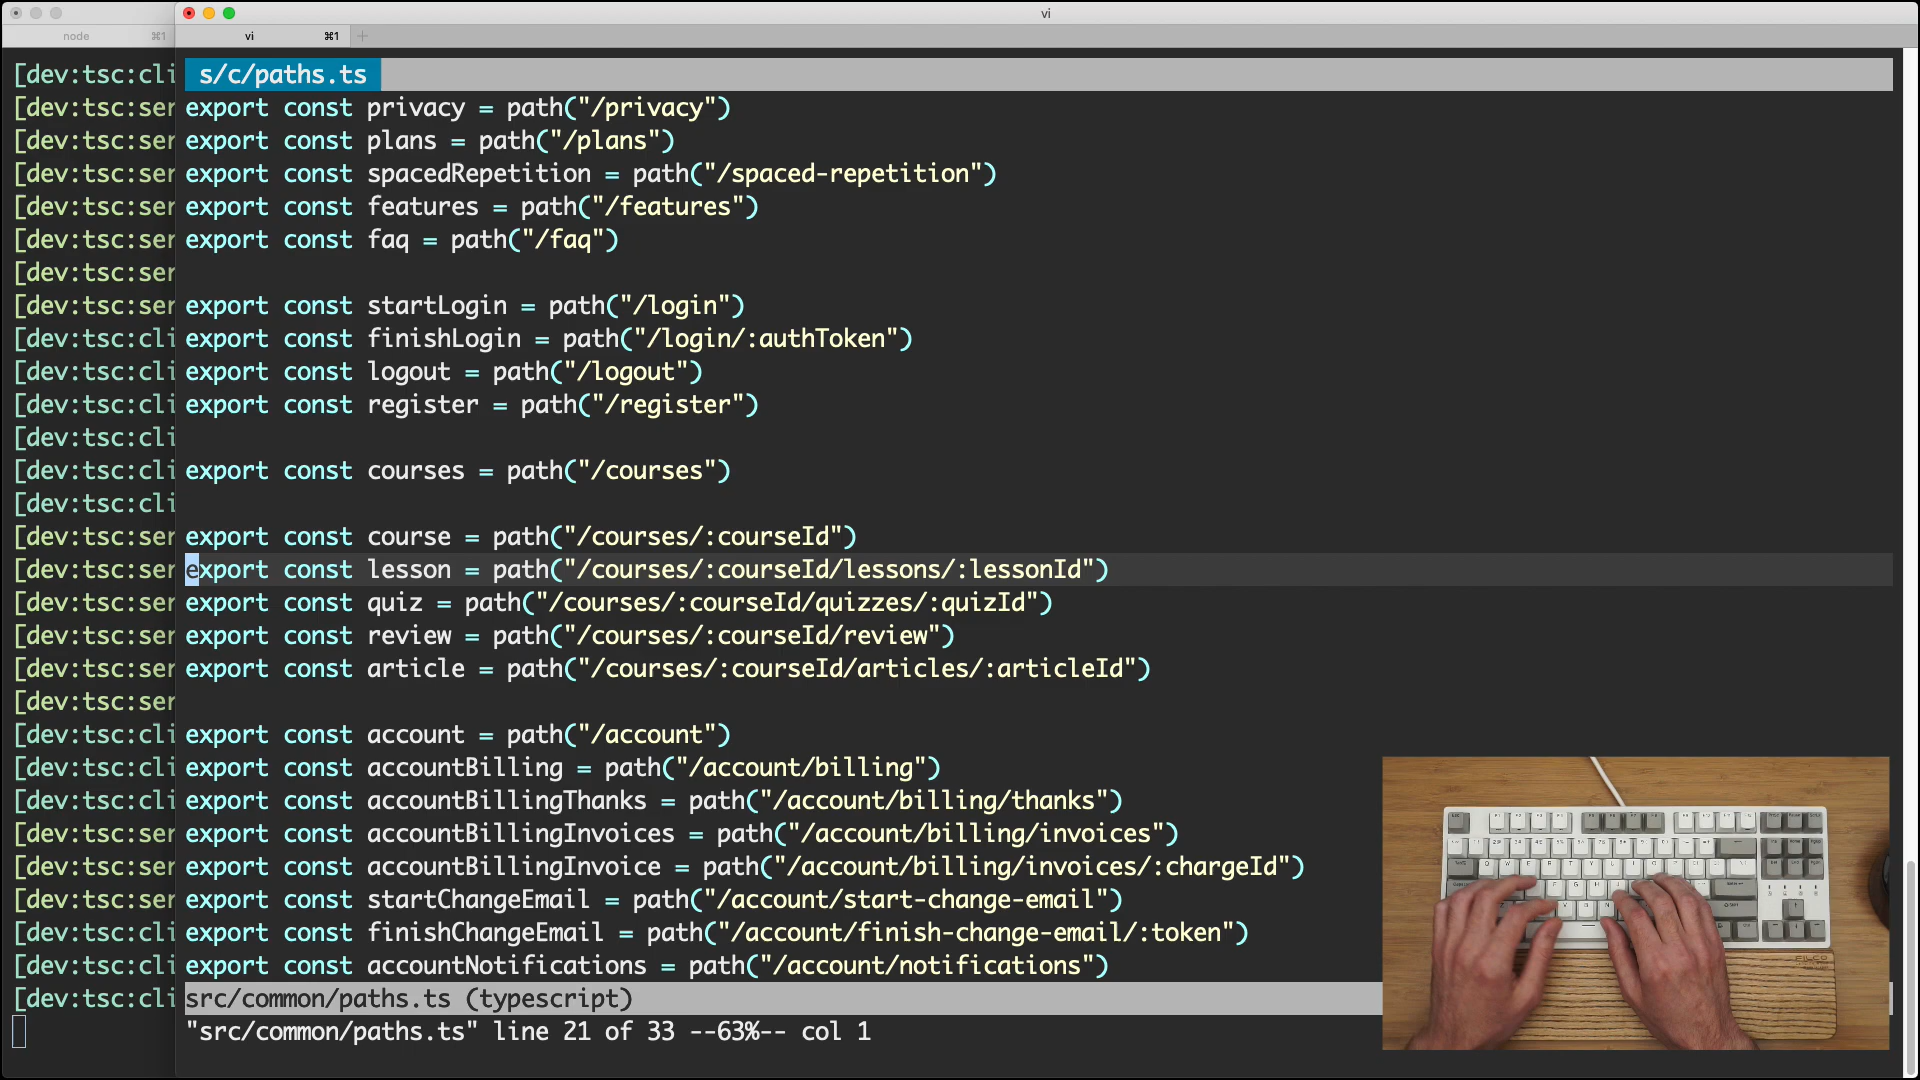 vi
node ⌘1
vi ⌘1 +
s/c/paths.ts
[dev:tsc:cli
[dev:tsc:ser
[dev:tsc:ser
[dev:tsc:ser
[dev:tsc:ser
[dev:tsc:ser
[dev:tsc:ser
[dev:tsc:ser
[dev:tsc:cli
[dev:tsc:cli
[dev:tsc:cli
[dev:tsc:cli
[dev:tsc:cli
[dev:tsc:cli
[dev:tsc:ser
[dev:tsc:ser
[dev:tsc:ser
[dev:tsc:ser
[dev:tsc:ser
[dev:tsc:ser
[dev:tsc:cli
[dev:tsc:cli
[dev:tsc:cli
[dev:tsc:ser
[dev:tsc:ser
[dev:tsc:ser
[dev:tsc:cli
[dev:tsc:cli
[dev:tsc:cli
export const privacy = path("/privacy")
export const plans = path("/plans")
export const spacedRepetition = path("/spaced-repetition")
export const features = path("/features")
export const faq = path("/faq")
export const startLogin = path("/login")
export const finishLogin = path("/login/:authToken")
export const logout = path("/logout")
export const register = path("/register")
export const courses = path("/courses")
export const course = path("/courses/:courseId")
export const lesson = path("/courses/:courseId/lessons/:lessonId")
export const quiz = path("/courses/:courseId/quizzes/:quizId")
export const review = path("/courses/:courseId/review")
export const article = path("/courses/:courseId/articles/:articleId")
export const account = path("/account")
export const accountBilling = path("/account/billing")
export const accountBillingThanks = path("/account/billing/thanks")
export const accountBillingInvoices = path("/account/billing/invoices")
export const accountBillingInvoice = path("/account/billing/invoices/:chargeId")
export const startChangeEmail = path("/account/start-change-email")
export const finishChangeEmail = path("/account/finish-change-email/:token")
export const accountNotifications = path("/account/notifications")
src/common/paths.ts (typescript)
"src/common/paths.ts" line 21 of 33 --63%-- col 1